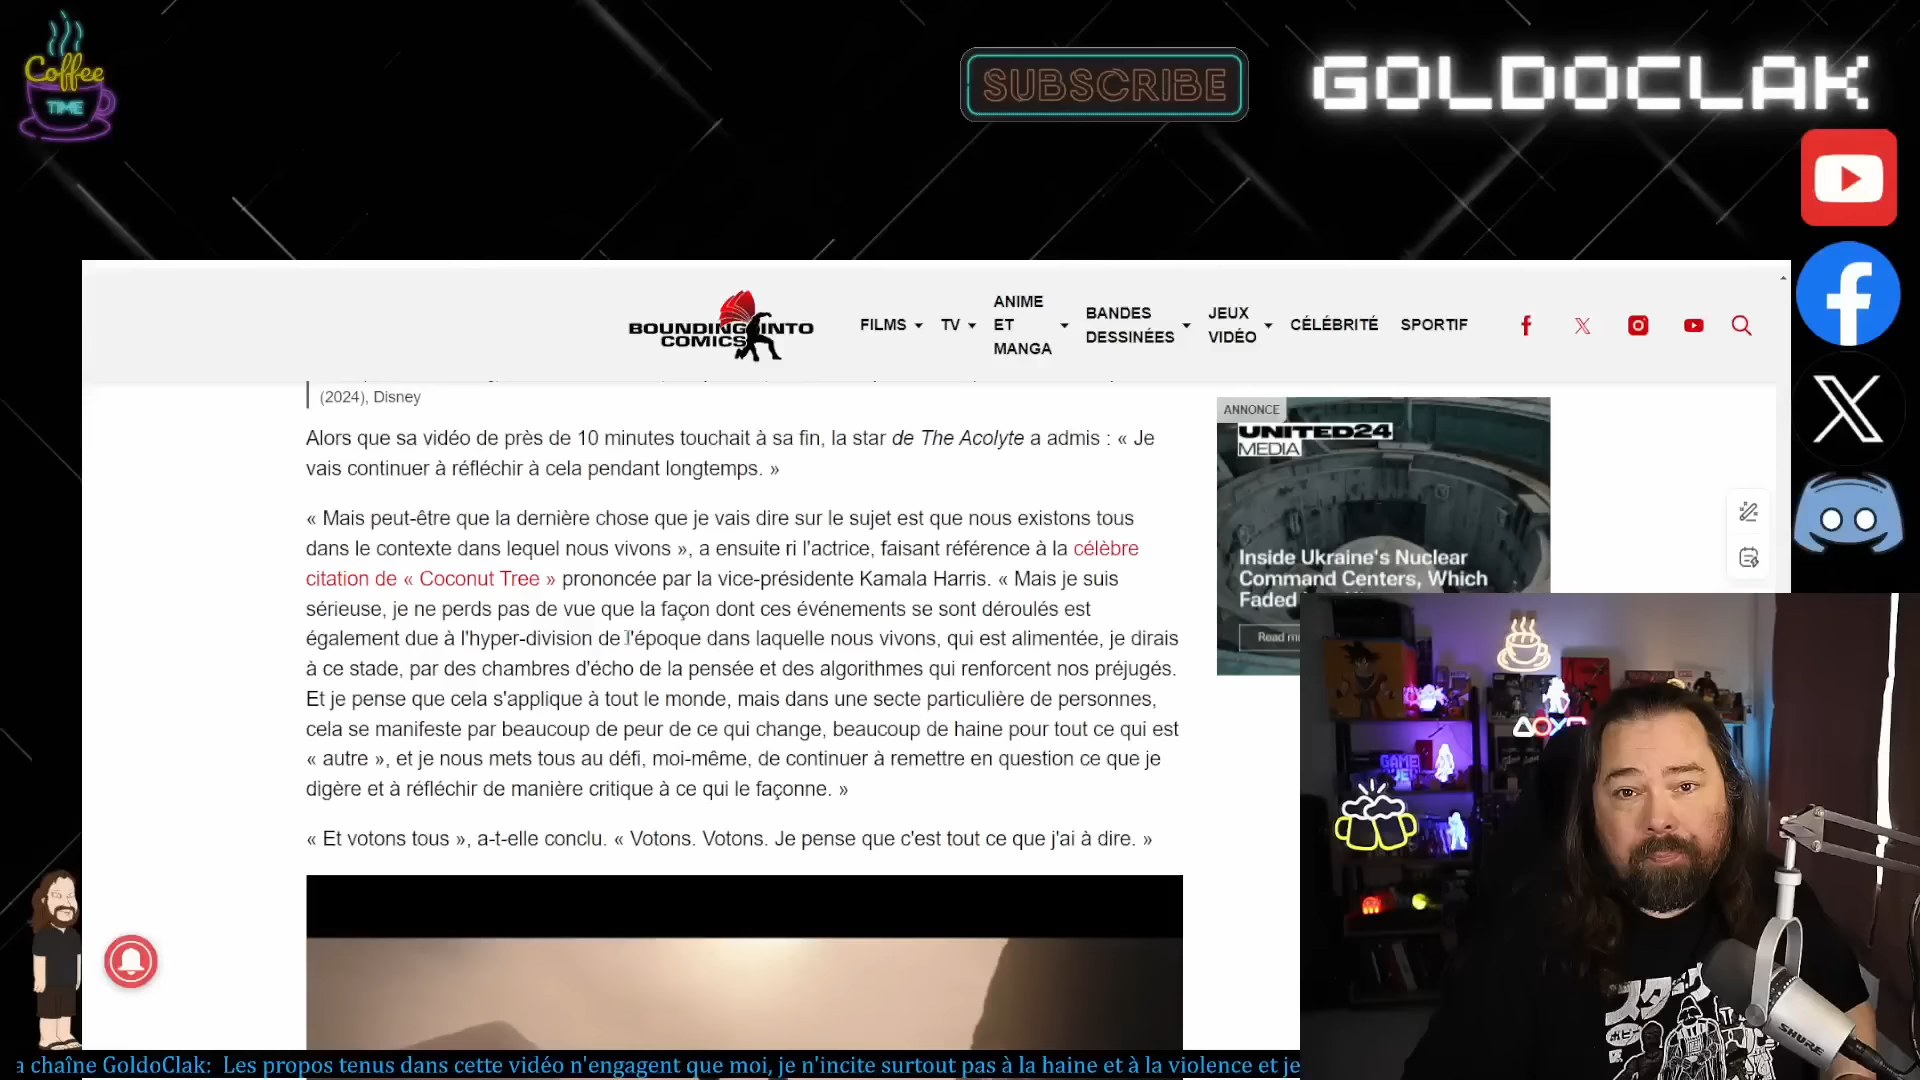 Coffee
TIME
SUBSCRIBE
GOLDOCLAK
BOUNDING INTO
COMICS
FILMS
TV
ANIME
ET
MANGA
BANDES
DESSINÉES
JEUX
VIDÉO
CÉLÉBRITÉ
SPORTIF
(2024), Disney
Alors que sa vidéo de près de 10 minutes touchait à sa fin, la star de The Acolyte a admis : « Je
vais continuer à réfléchir à cela pendant longtemps. »
« Mais peut-être que la dernière chose que je vais dire sur le sujet est que nous existons tous
dans le contexte dans lequel nous vivons », a ensuite ri l'actrice, faisant référence à la célèbre
citation de « Coconut Tree » prononcée par la vice-présidente Kamala Harris. « Mais je suis
sérieuse, je ne perds pas de vue que la façon dont ces événements se sont déroulés est
également due à l'hyper-division de l'époque dans laquelle nous vivons, qui est alimentée, je dirais
à ce stade, par des chambres d'écho de la pensée et des algorithmes qui renforcent nos préjugés.
Et je pense que cela s'applique à tout le monde, mais dans une secte particulière de personnes,
cela se manifeste par beaucoup de peur de ce qui change, beaucoup de haine pour tout ce qui est
« autre », et je nous mets tous au défi, moi-même, de continuer à remettre en question ce que je
digère et à réfléchir de manière critique à ce qui le façonne. »
« Et votons tous », a-t-elle conclu. « Votons. Votons. Je pense que c'est tout ce que j'ai à dire. »
ANNONCE
UNITED24
MEDIA
Inside Ukraine's Nuclear
Command Centers, Which
Faded
Read
SHURE
a chaîne GoldoClak: Les propos tenus dans cette vidéo n'engagent que moi, je n'incite surtout pas à la haine et à la violence et je